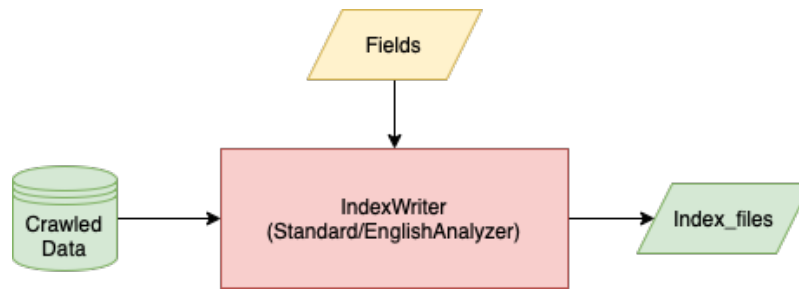 Fields
IndexWriter
(Standard/EnglishAnalyzer)
Crawled
Data
Index_files